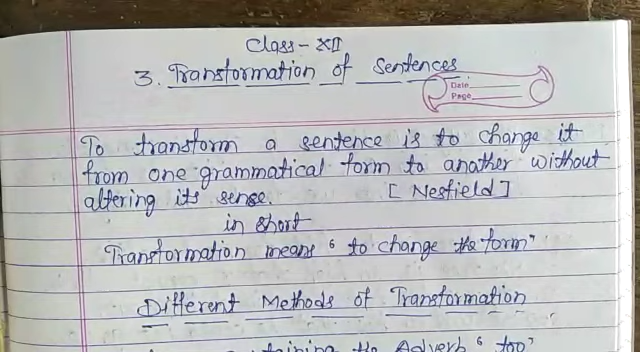 Class - XII
3. Transformation of Sentences
Date
Page
To transform a sentence is to change it
from one grammatical form to another without
altering its sense. [Nesfield]
in short
Transformation means “to change the form”
Different Methods of Transformation
the Adverb “too”